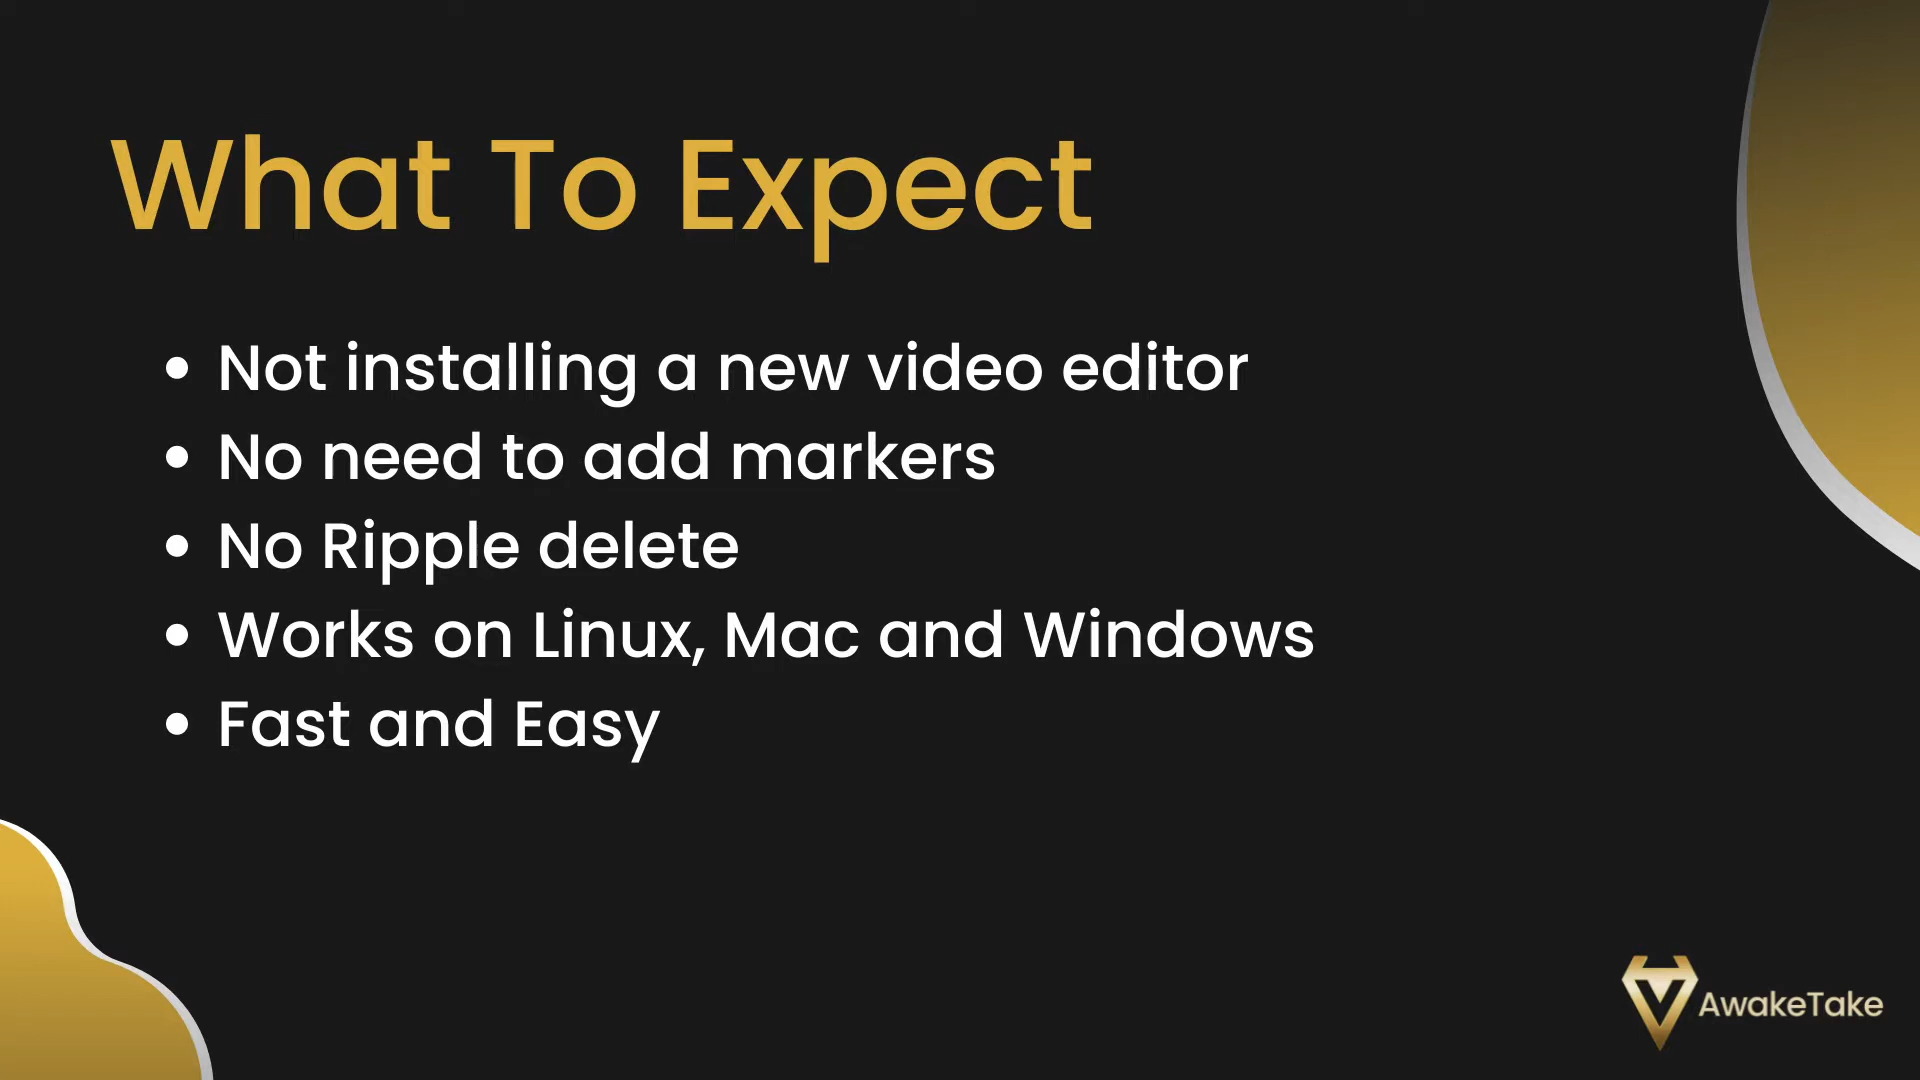 What To Expect
• Not installing a new video editor
• No need to add markers
• No Ripple delete
• Works on Linux, Mac and Windows
• Fast and Easy
AwakeTake